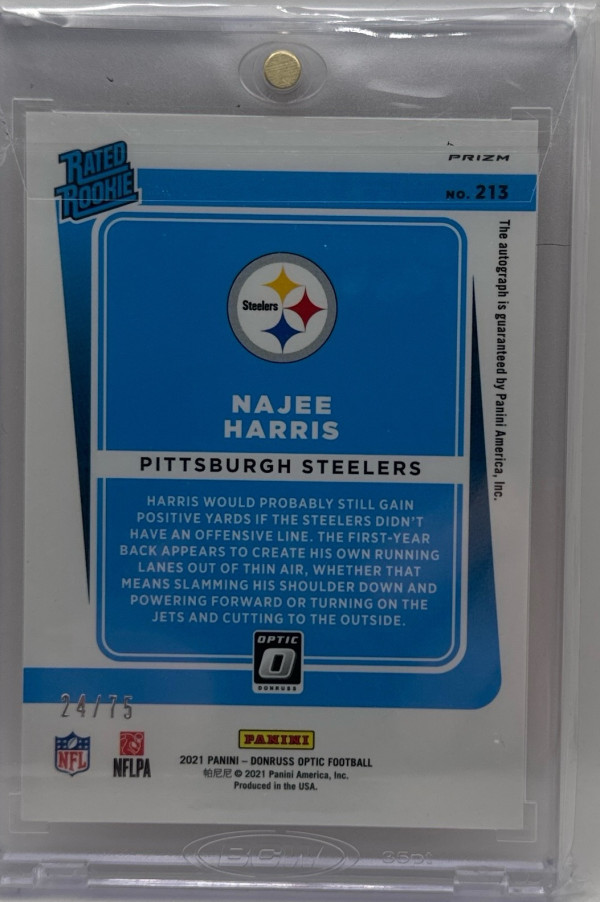 RATED
ROOKIE
PRIZM
NO. 213
The autograph is guaranteed by Panini America, Inc.
Steelers
NAJEE
HARRIS
PITTSBURGH STEELERS
HARRIS WOULD PROBABLY STILL GAIN
POSITIVE YARDS IF THE STEELERS DIDN'T
HAVE AN OFFENSIVE LINE. THE FIRST-YEAR
BACK APPEARS TO CREATE HIS OWN RUNNING
LANES OUT OF THIN AIR, WHETHER THAT
MEANS SLAMMING HIS SHOULDER DOWN AND
POWERING FORWARD OR TURNING ON THE
JETS AND CUTTING TO THE OUTSIDE.
OPTIC
DONRUSS
24/75
NFL
NFLPA
PANINI
2021 PANINI – DONRUSS OPTIC FOOTBALL
帕尼尼 © 2021 Panini America, Inc.
Produced in the USA.
BCW 35pt